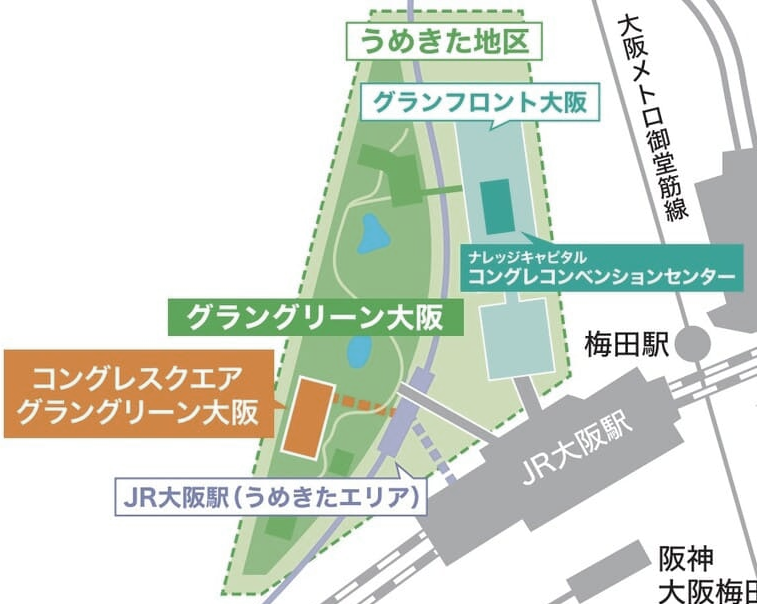 うめきた地区
グランフロント大阪
大阪メトロ御堂筋線
ナレッジキャピタル
コングレコンベンションセンター
グラングリーン大阪
梅田駅
コングレスクエア
グラングリーン大阪
JR大阪駅
JR大阪駅(うめきたエリア)
阪神
大阪梅田